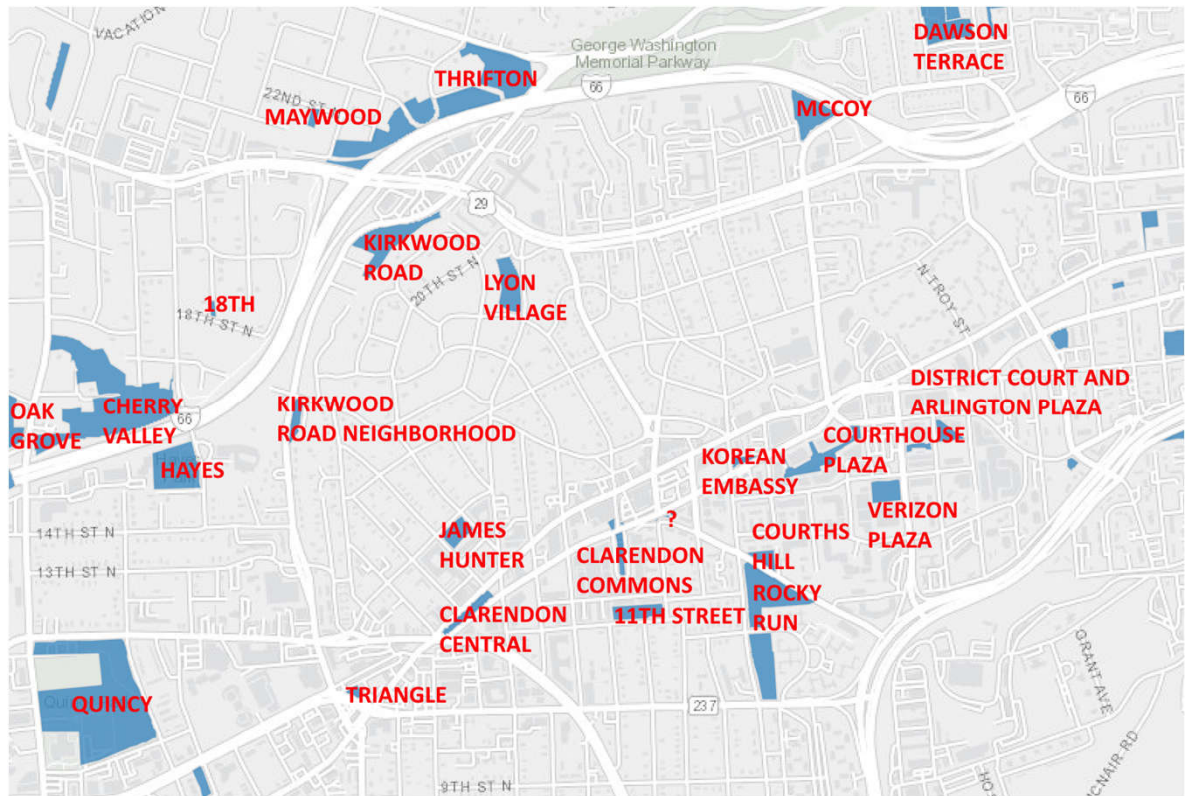 VACATION
George Washington
Memorial Parkway
DAWSON
TERRACE
THRIFTON
66
66
22ND ST
MAYWOOD
MCCOY
29
KIRKWOOD
ROAD
20TH ST N
LYON
VILLAGE
N TROY ST
18TH
18TH ST N
OAK
GROVE
CHERRY
VALLEY
66
KIRKWOOD
ROAD NEIGHBORHOOD
DISTRICT COURT AND
ARLINGTON PLAZA
HAYES
KOREAN
EMBASSY
COURTHOUSE
PLAZA
14TH ST N
JAMES
HUNTER
?
VERIZON
PLAZA
13TH ST N
CLARENDON
COMMONS
COURTHS
HILL
ROCKY
RUN
11TH STREET
CLARENDON
CENTRAL
QUINCY
TRIANGLE
237
GRANT AVE
9TH ST N
MCNAIR RD